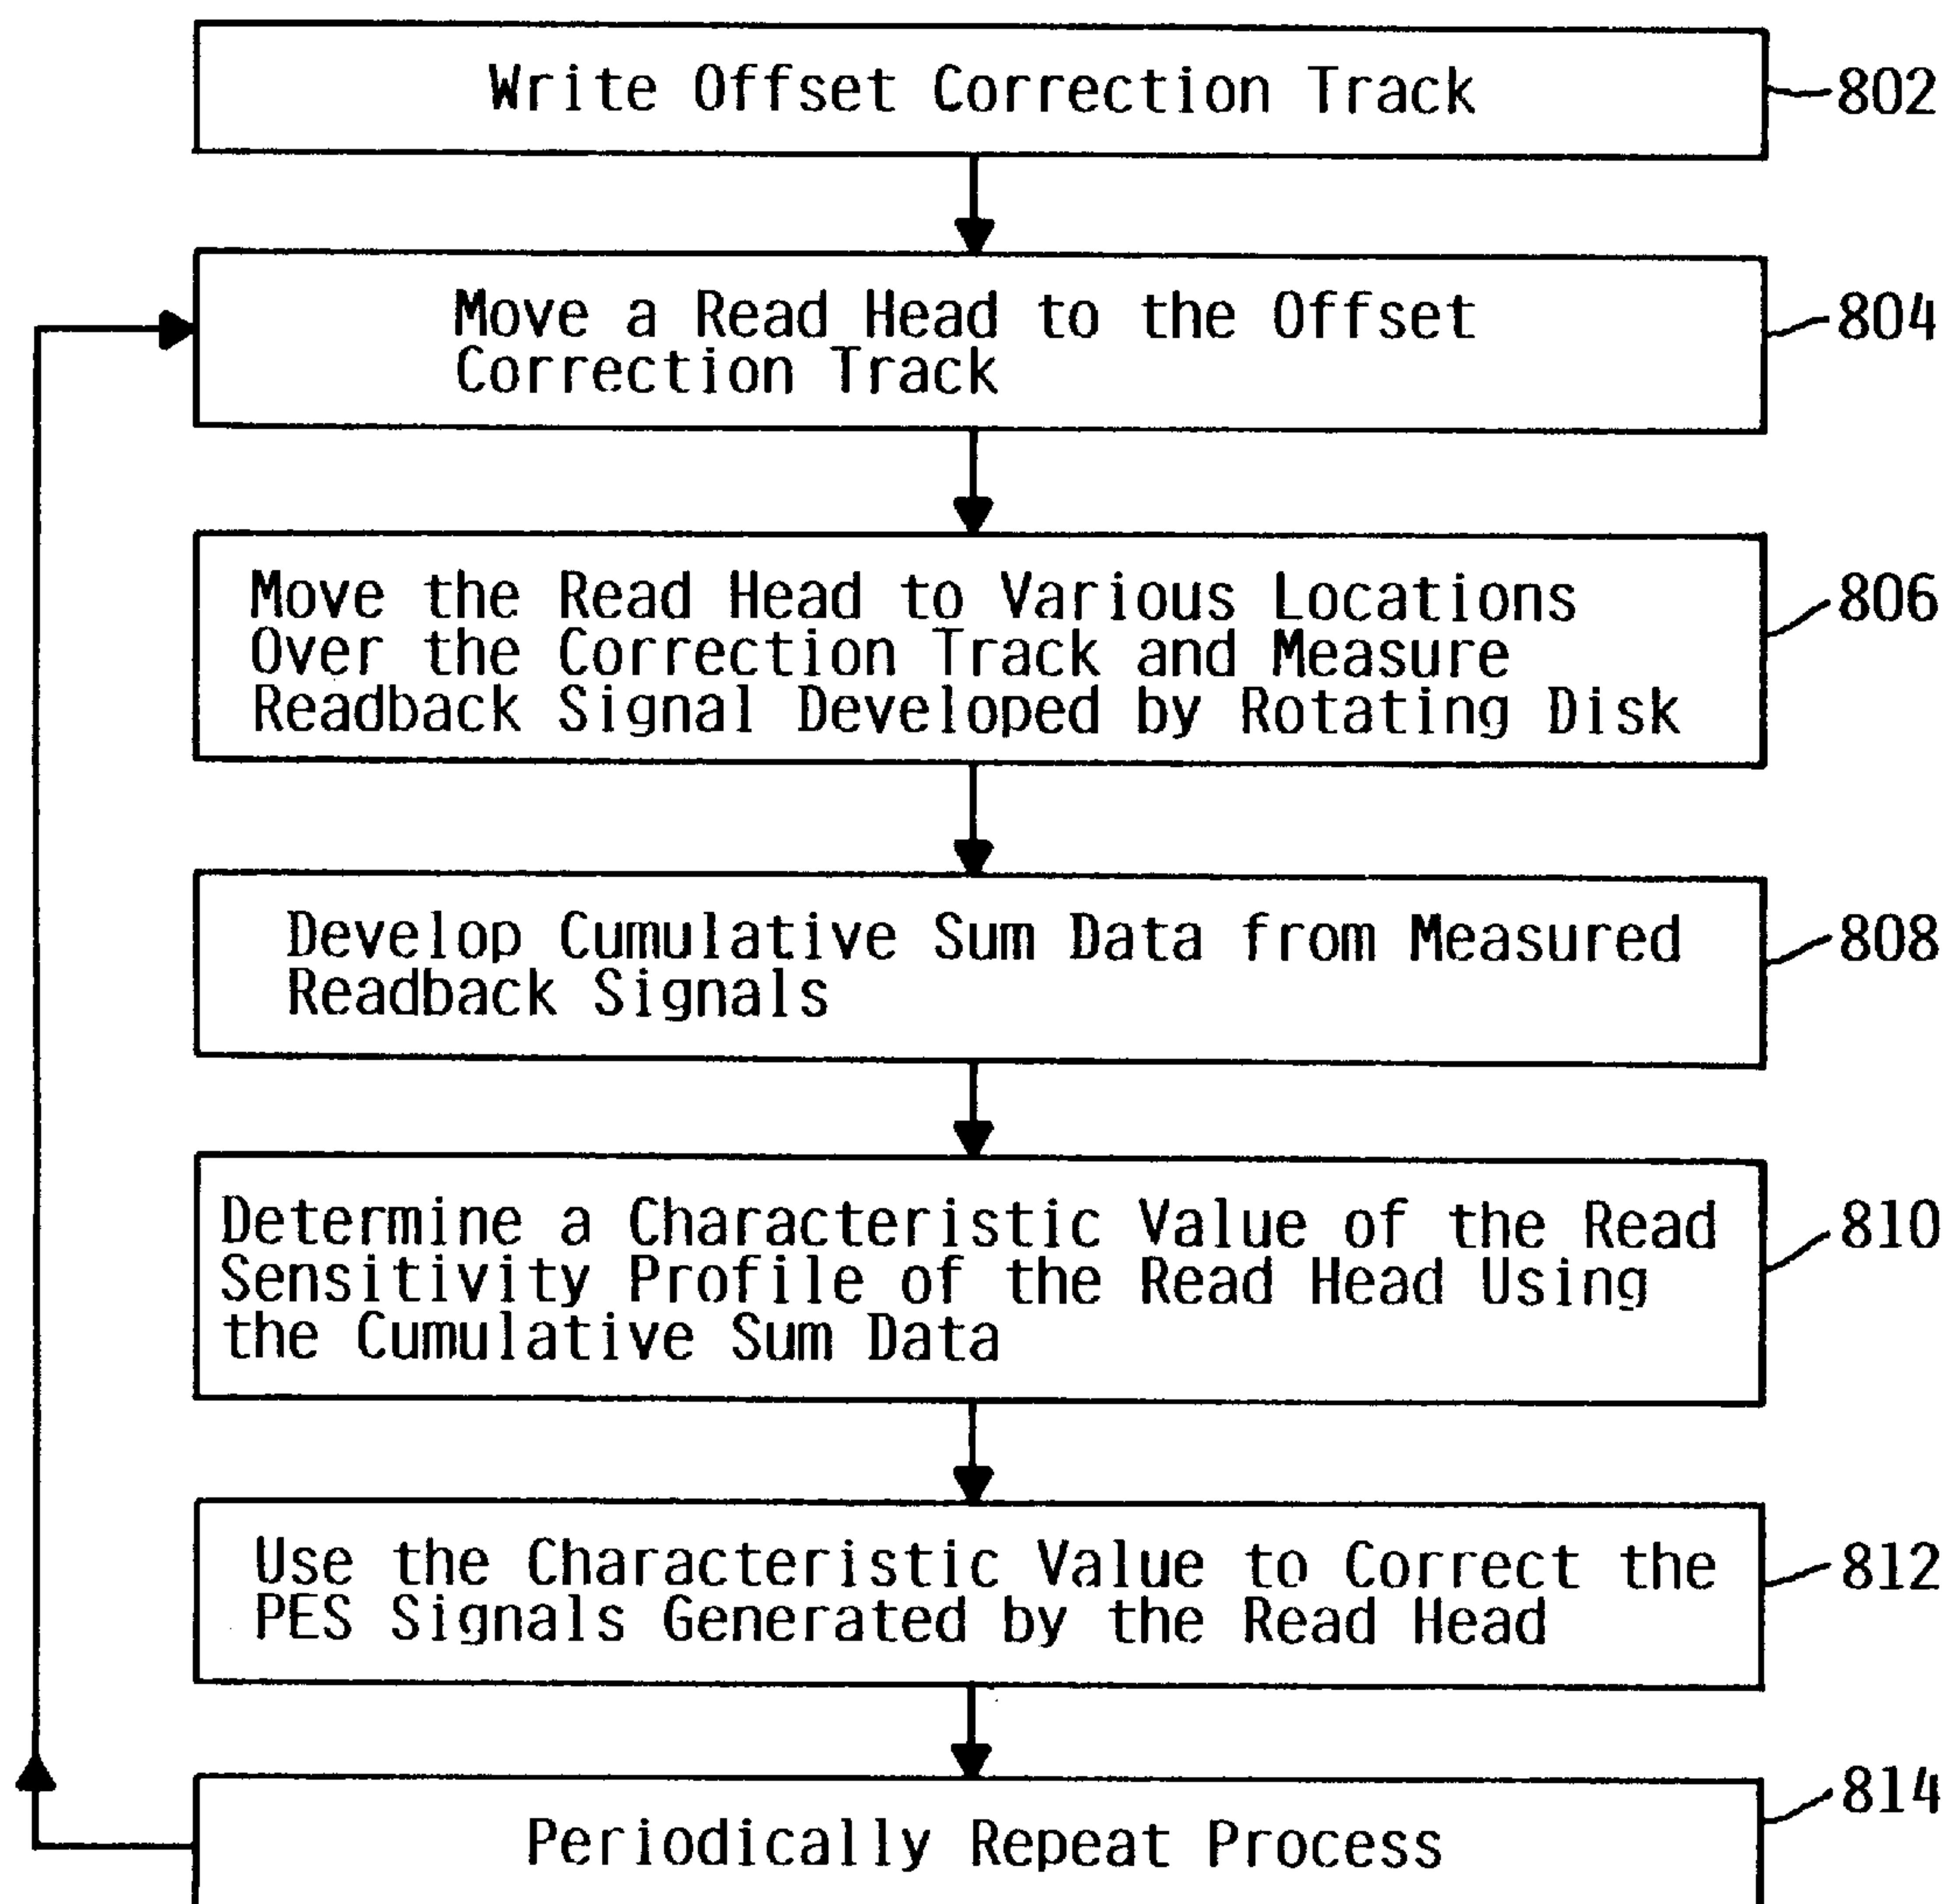 Write Offset Correction Track
802
Move a Read Head to the Offset
Correction Track
804
Move the Read Head to Various Locations
Over the Correction Track and Measure
Readback Signal Developed by Rotating Disk
806
Develop Cumulative Sum Data from Measured
Readback Signals
808
Determine a Characteristic Value of the Read
Sensitivity Profile of the Read Head Using
the Cumulative Sum Data
810
Use the Characteristic Value to Correct the
PES Signals Generated by the Read Head
812
Periodically Repeat Process
814